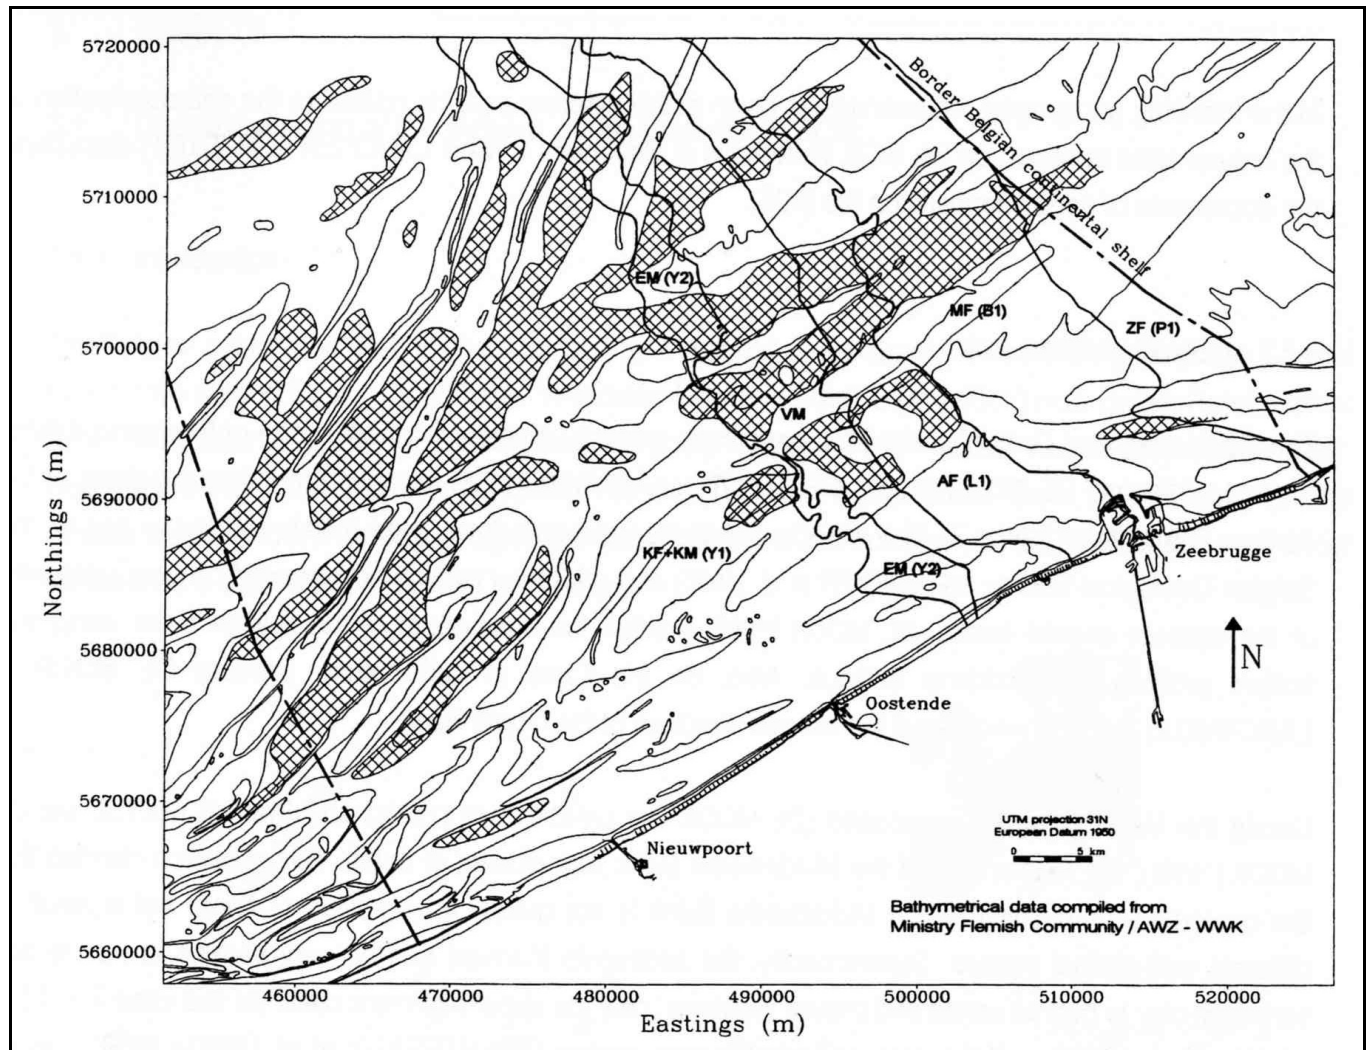 5720000
5710000
5700000
5690000
5680000
5670000
5660000
Northings (m)
460000
470000
480000
490000
500000
510000
520000
Eastings (m)
Border Belgian continental shelf
EM (Y2)
MF (B1)
ZF (P1)
VM
AF (L1)
KF+KM (Y1)
EM (Y2)
Zeebrugge
Oostende
Nieuwpoort
N
UTM projection 31N
European Datum 1950
0 5 km
Bathymetrical data compiled from
Ministry Flemish Community / AWZ - WWK